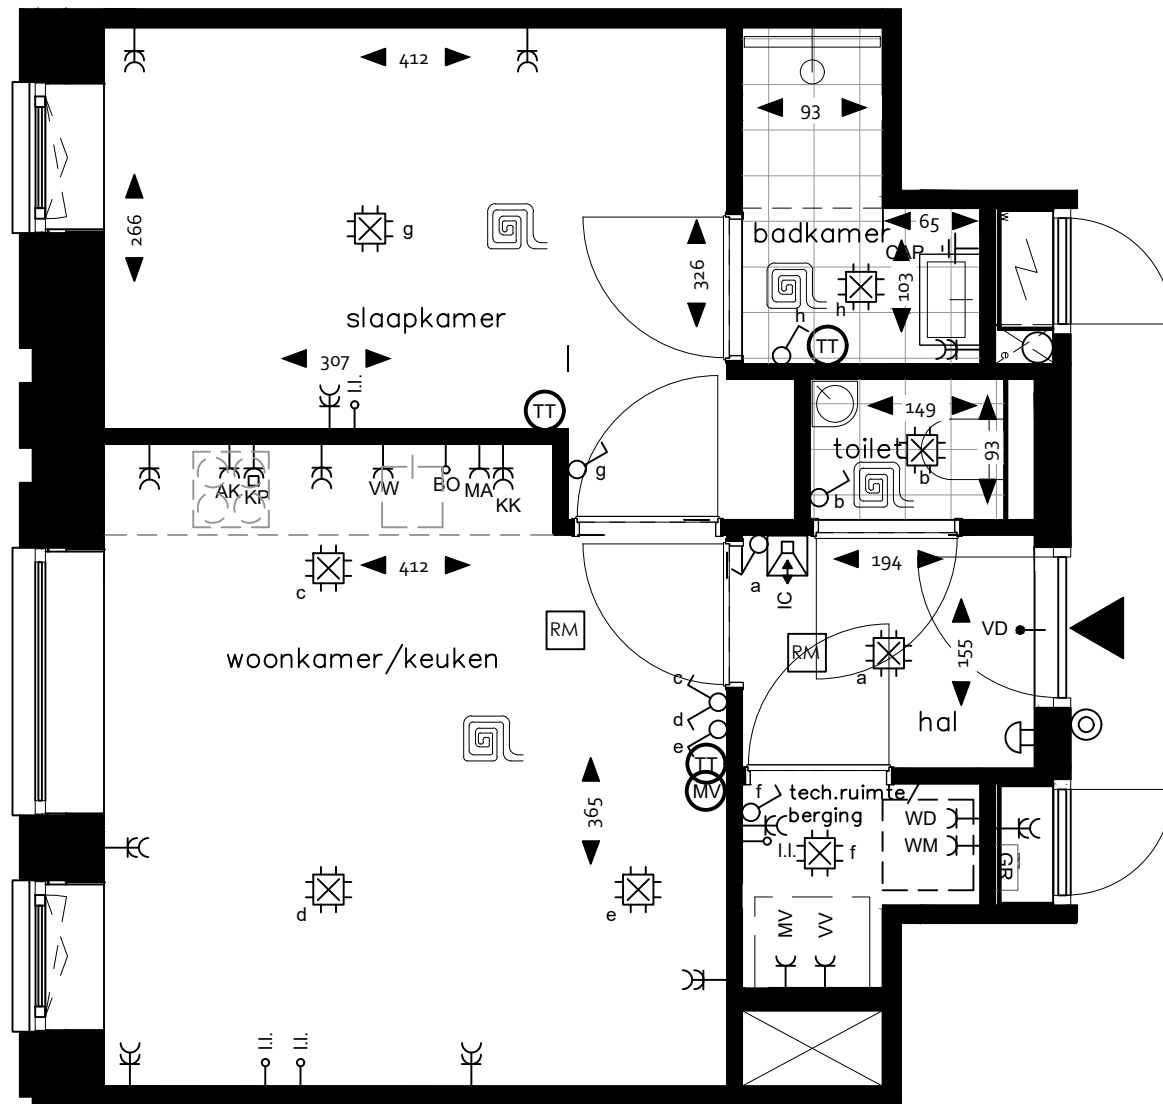 412
93
w
266
g
badkamer
65
CAP
326
103
h
h
slaapkamer
TT
e
307
l.l.
TT
149
toilet
93
g
b
b
AK
KP
VW
BO
MA
KK
412
194
c
a
IC
RM
RM
VD
155
woonkamer/keuken
a
c
d
hal
e
TT
MV
f
tech.ruimte/
berging
365
WD
l.l.
f
WM
GR
d
e
MV
VV
l.l.
l.l.